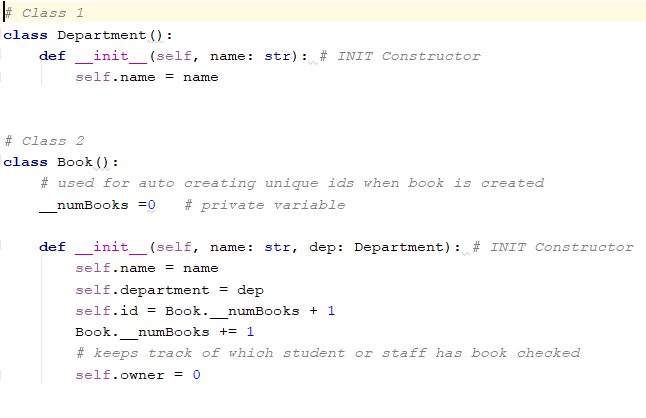 # Class 1
class Department():
    def __init__(self, name: str): # INIT Constructor
        self.name = name
# Class 2
class Book():
    # used for auto creating unique ids when book is created
    __numBooks =0   # private variable
    def __init__(self, name: str, dep: Department): # INIT Constructor
        self.name = name
        self.department = dep
        self.id = Book.__numBooks + 1
        Book.__numBooks += 1
        # keeps track of which student or staff has book checked
        self.owner = 0